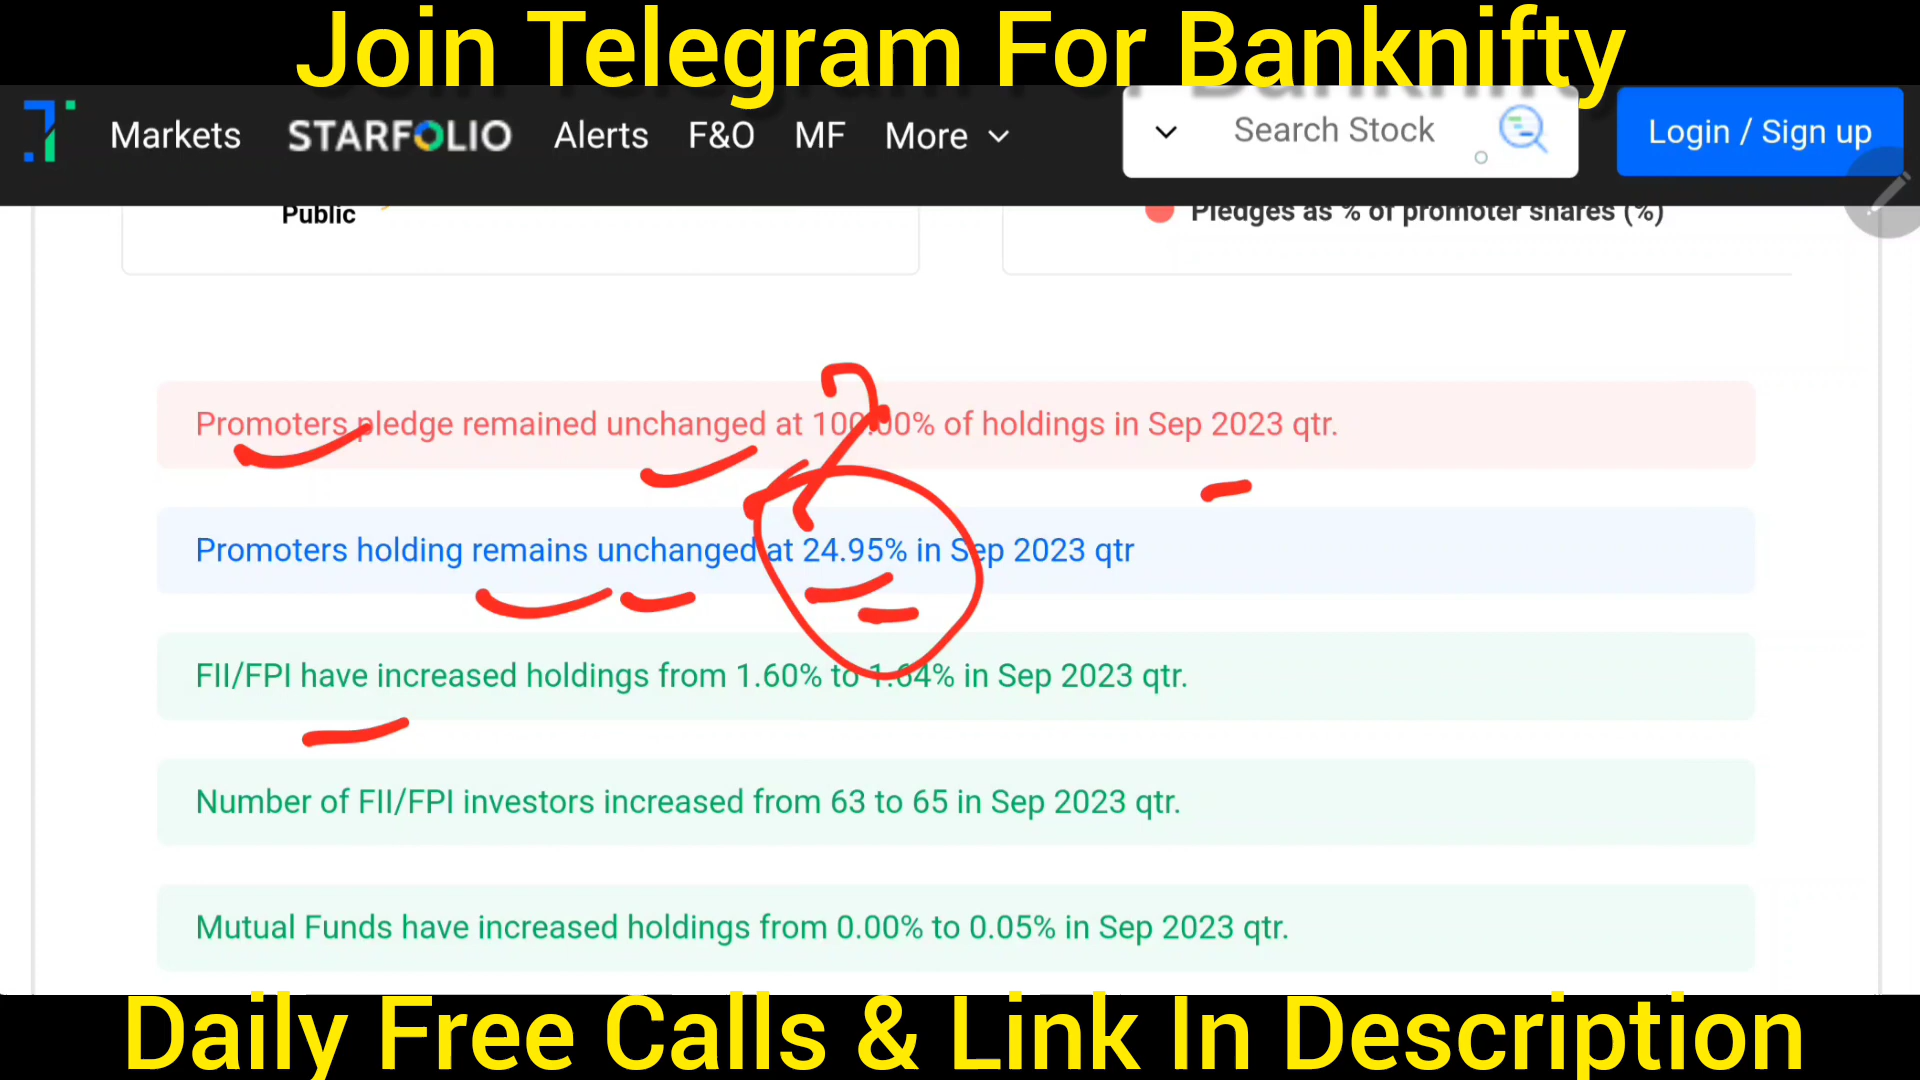 Join Telegram For Banknifty
Markets STARFOLIO Alerts F&O MF More Search Stock Login / Sign up
Public Pledges as % of promoter shares (%)
Promoters pledge remained unchanged at 100.00% of holdings in Sep 2023 qtr.
Promoters holding remains unchanged at 24.95% in Sep 2023 qtr
FII/FPI have increased holdings from 1.60% to 1.64% in Sep 2023 qtr.
Number of FII/FPI investors increased from 63 to 65 in Sep 2023 qtr.
Mutual Funds have increased holdings from 0.00% to 0.05% in Sep 2023 qtr.
Daily Free Calls & Link In Description